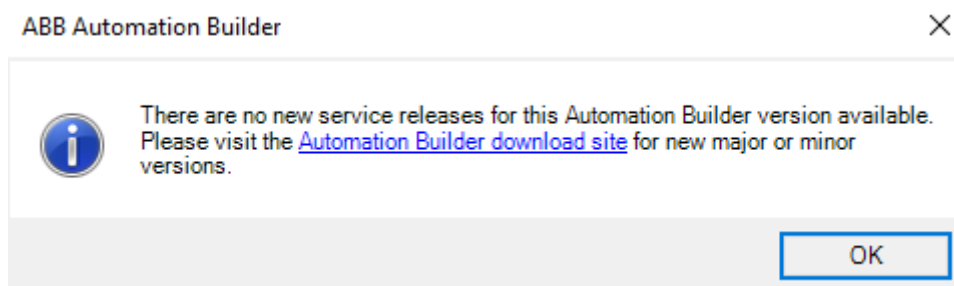 ABB Automation Builder
There are no new service releases for this Automation Builder version available.
Please visit the Automation Builder download site for new major or minor
versions.
OK